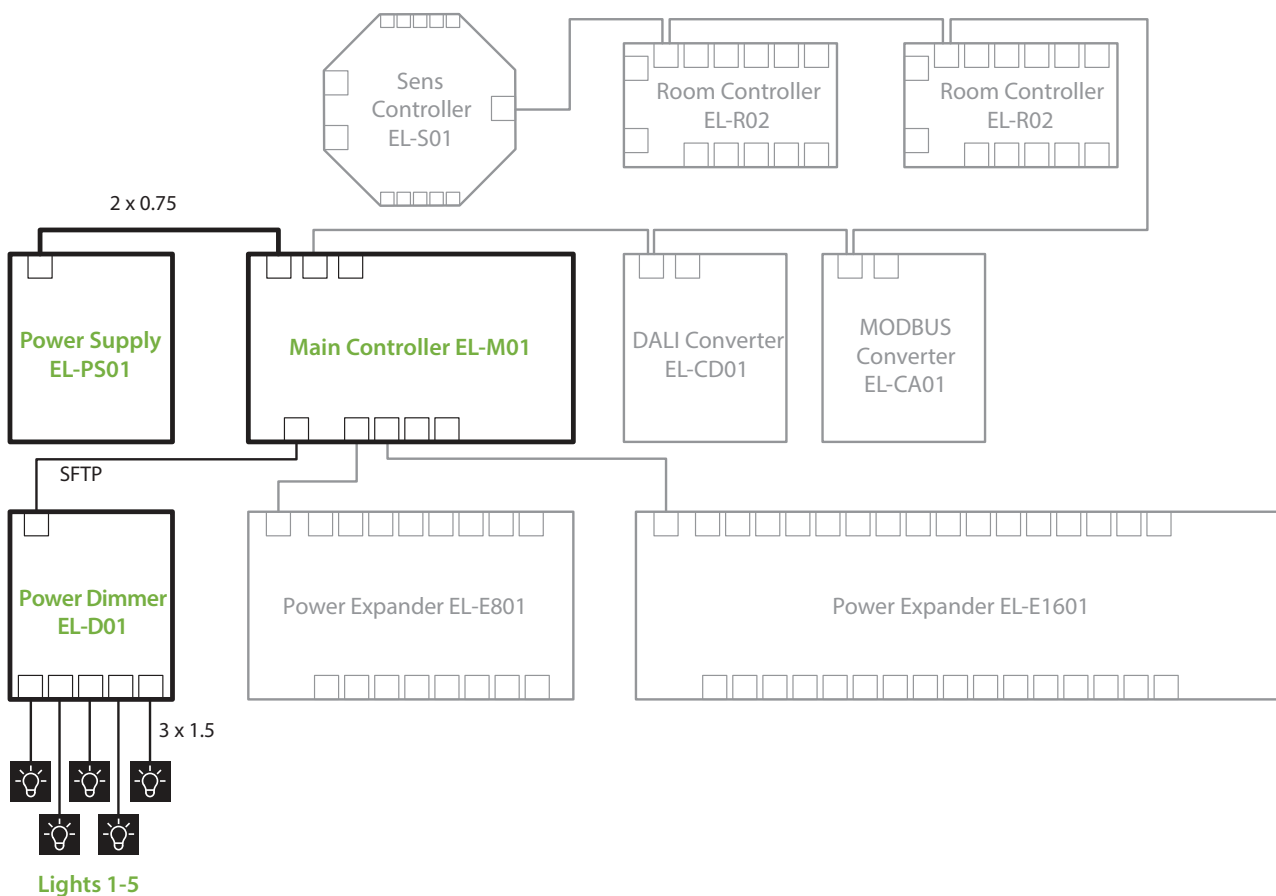 Sens
Controller
EL-S01
Room Controller
EL-R02
Room Controller
EL-R02
2 x 0.75
Power Supply
EL-PS01
Main Controller EL-M01
DALI Converter
EL-CD01
MODBUS
Converter
EL-CA01
SFTP
Power Dimmer
EL-D01
Power Expander EL-E801
Power Expander EL-E1601
3 x 1.5
Lights 1-5